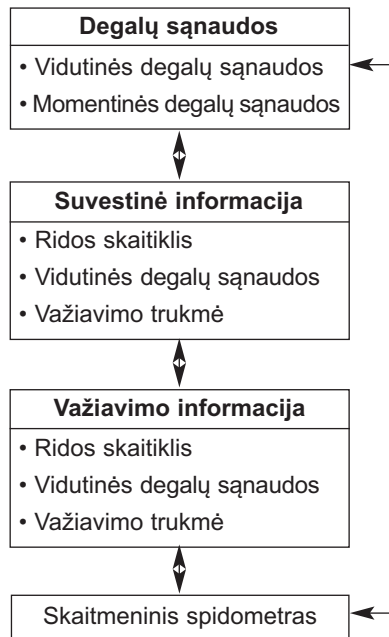 Degalų sąnaudos
• Vidutinės degalų sąnaudos
• Momentinės degalų sąnaudos
Suvestinė informacija
• Ridos skaitiklis
• Vidutinės degalų sąnaudos
• Važiavimo trukmė
Važiavimo informacija
• Ridos skaitiklis
• Vidutinės degalų sąnaudos
• Važiavimo trukmė
Skaitmeninis spidometras